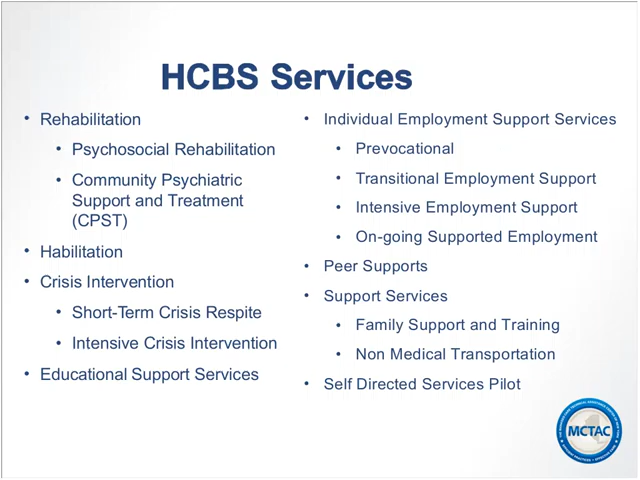 HCBS Services
• Rehabilitation
• Psychosocial Rehabilitation
• Community Psychiatric
Support and Treatment
(CPST)
• Habilitation
• Crisis Intervention
• Short-Term Crisis Respite
• Intensive Crisis Intervention
• Educational Support Services
• Individual Employment Support Services
• Prevocational
• Transitional Employment Support
• Intensive Employment Support
• On-going Supported Employment
• Peer Supports
• Support Services
• Family Support and Training
• Non Medical Transportation
• Self Directed Services Pilot
MCTAC